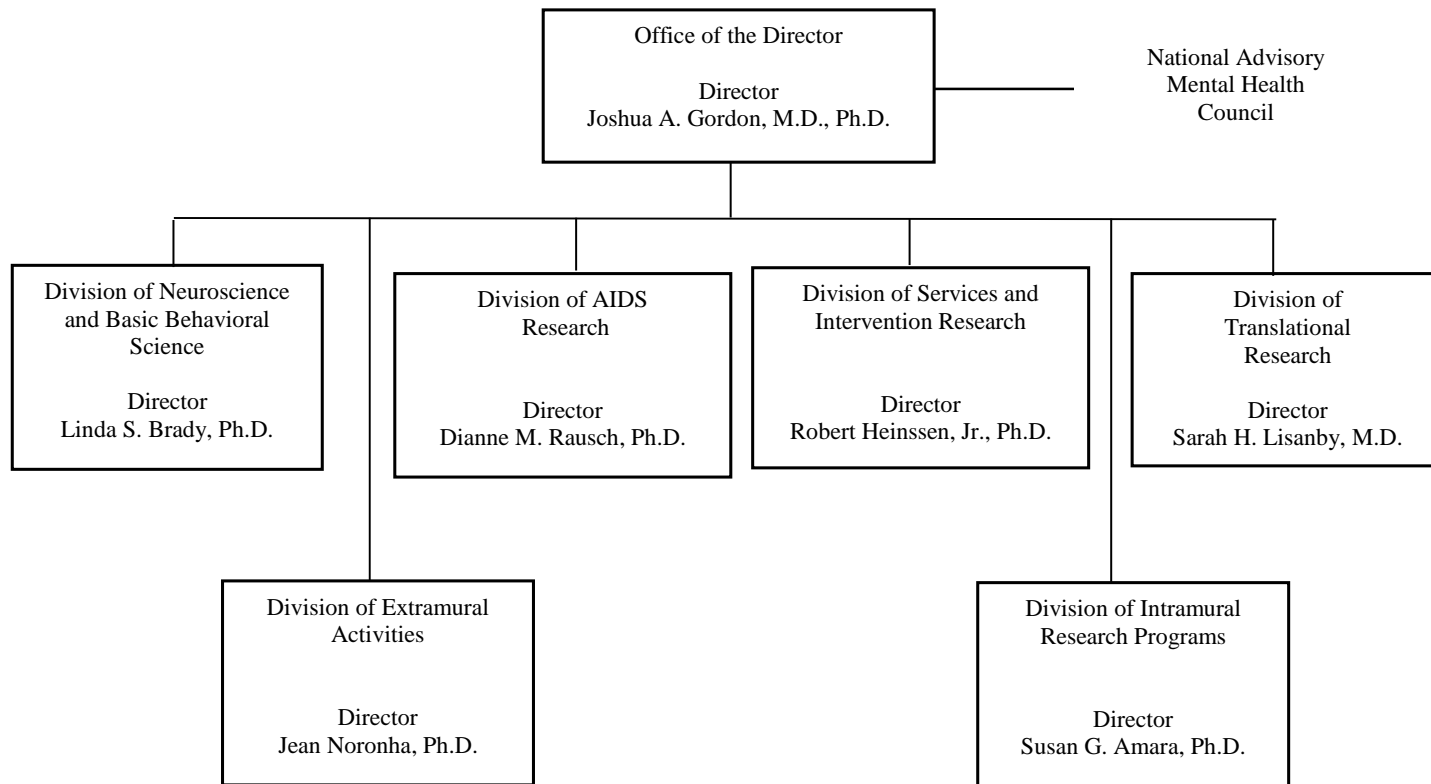 Office of the Director
Director
Joshua A. Gordon, M.D., Ph.D.
National Advisory
Mental Health
Council
Division of Neuroscience
and Basic Behavioral
Science
Director
Linda S. Brady, Ph.D.
Division of AIDS
Research
Director
Dianne M. Rausch, Ph.D.
Division of Services and
Intervention Research
Director
Robert Heinssen, Jr., Ph.D.
Division of
Translational
Research
Director
Sarah H. Lisanby, M.D.
Division of Extramural
Activities
Director
Jean Noronha, Ph.D.
Division of Intramural
Research Programs
Director
Susan G. Amara, Ph.D.